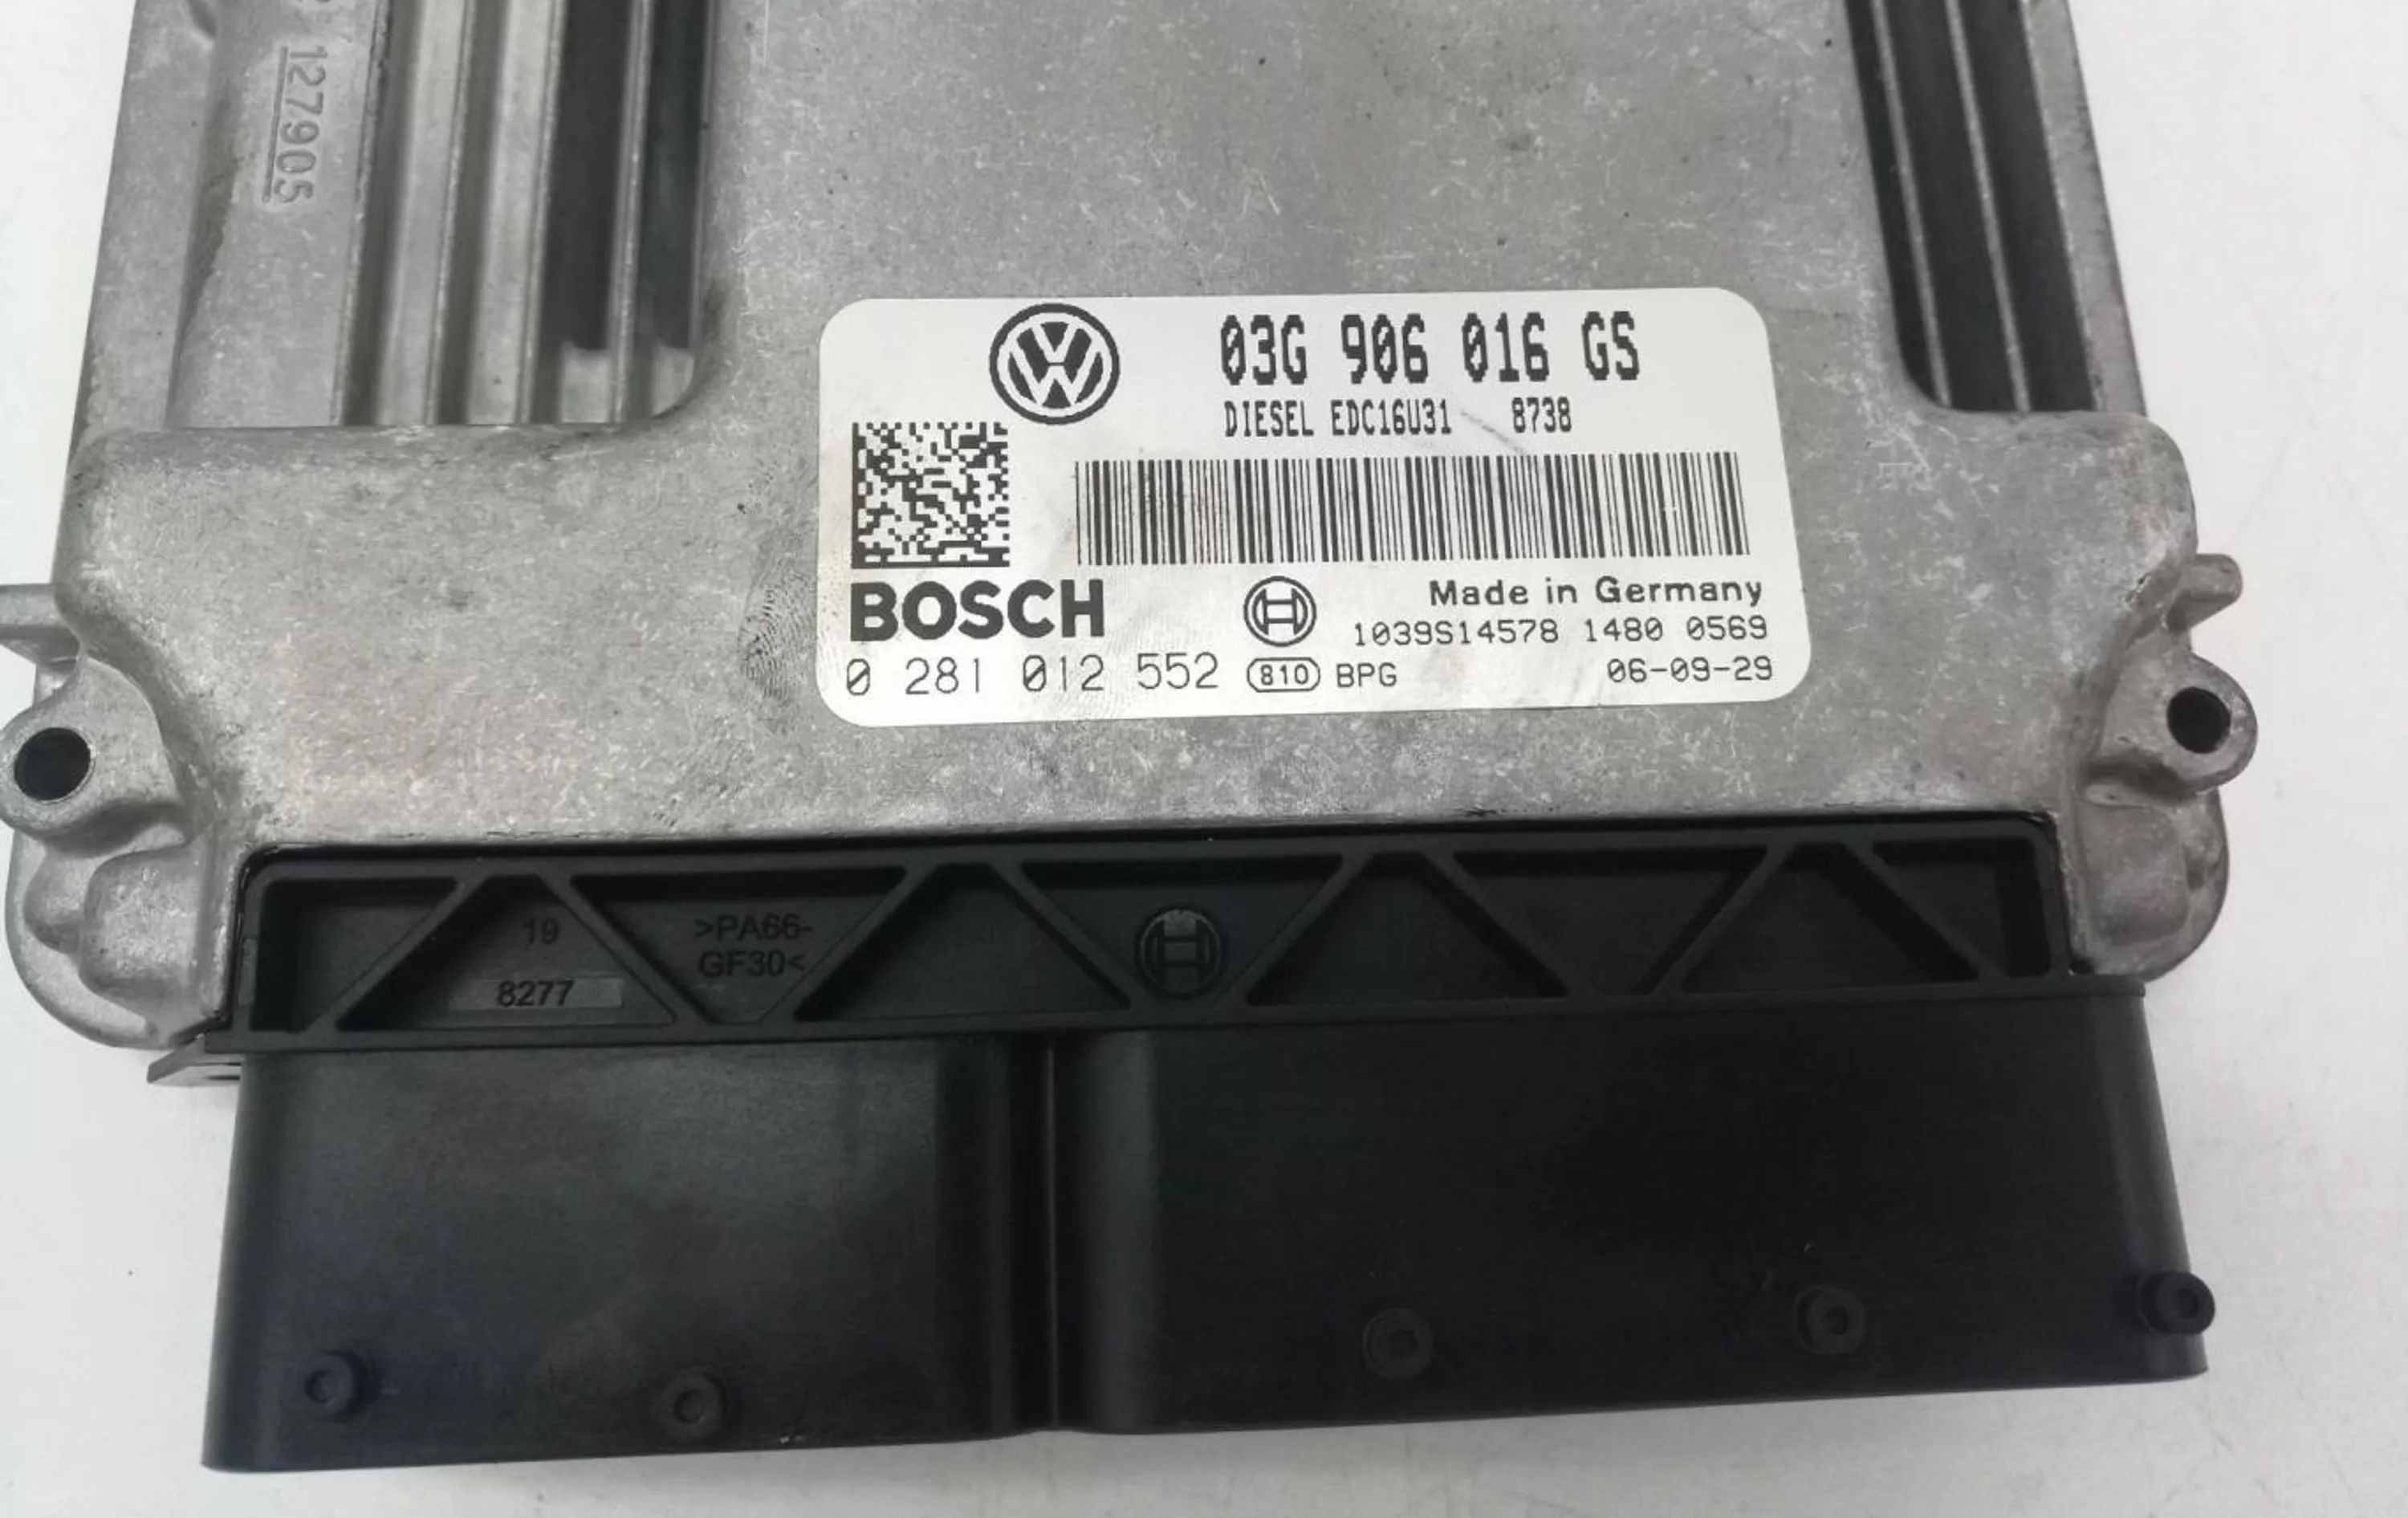 127905
03G 906 016 GS
DIESEL EDC16U31 8738
BOSCH
Made in Germany
1039S14578 1480 0569
0 281 012 552 810 BPG 06-09-29
19
8277
>PA66-
GF30<